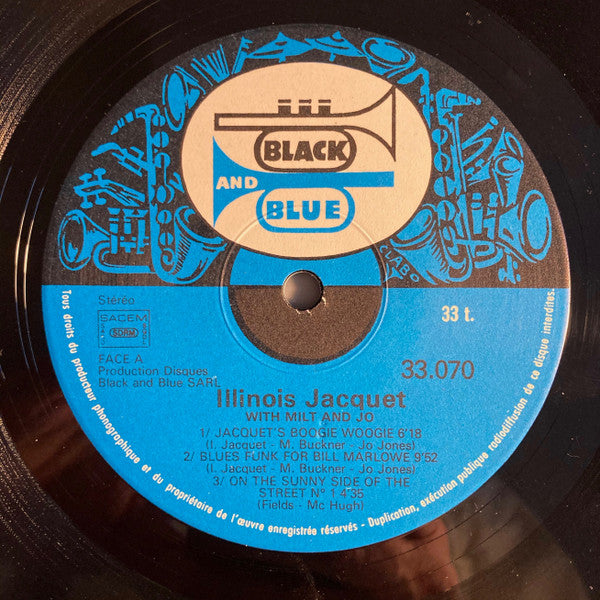 BLACK
AND
BLUE
CLABO
Stéréo
33 t.
SACEM
SDRM
FACE A
Production Disques
Black and Blue SARL
33.070
Illinois Jacquet
WITH MILT AND JO
1/ JACQUET'S BOOGIE WOOGIE 6'18
(I. Jacquet - M. Buckner - Jo Jones)
2/ BLUES FUNK FOR BILL MARLOWE 9'52
(I. Jacquet - M. Buckner - Jo Jones)
3/ ON THE SUNNY SIDE OF THE
STREET N° 1 4'35
(Fields - Mc Hugh)
Tous droits du producteur phonographique et du propriétaire de l'œuvre enregistrée réservés - Duplication, exécution publique radiodiffusion de ce disque interdites.